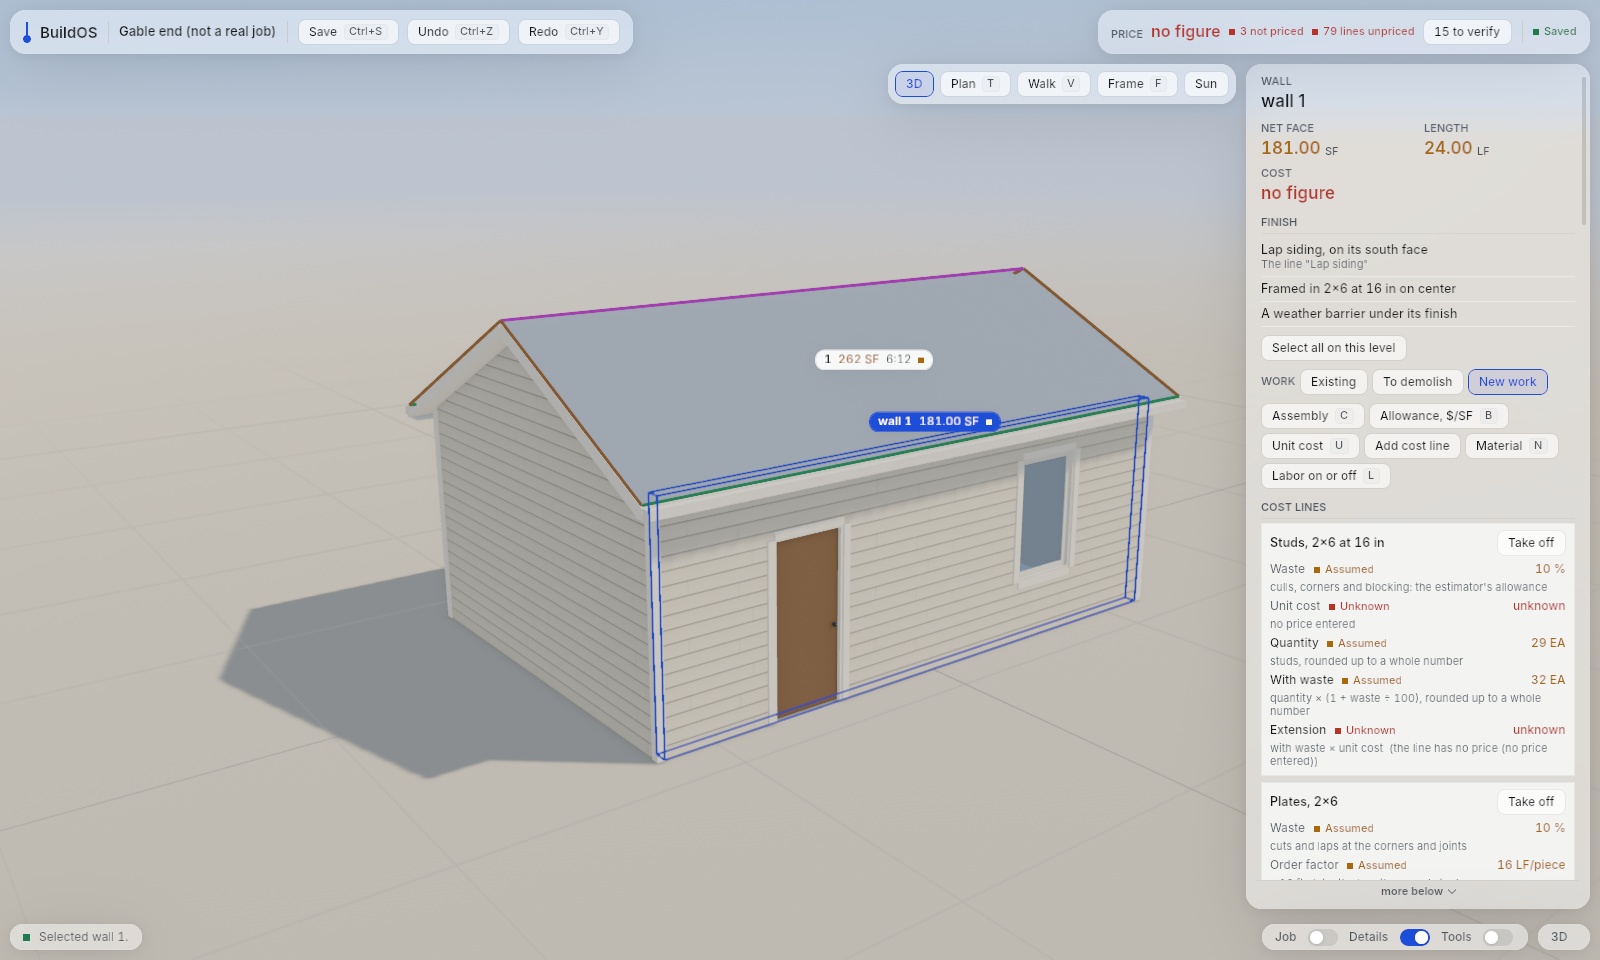 BuildOS
Gable end (not a real job)
Save Ctrl+S
Undo Ctrl+Z
Redo Ctrl+Y
PRICE no figure
3 not priced
79 lines unpriced
15 to verify
Saved
3D
Plan T
Walk V
Frame F
Sun
1 262 SF 6:12
wall 1 181.00 SF
WALL
wall 1
NET FACE LENGTH
181.00 SF 24.00 LF
COST
no figure
FINISH
Lap siding, on its south face
The line "Lap siding"
Framed in 2×6 at 16 in on center
A weather barrier under its finish
Select all on this level
WORK Existing To demolish New work
Assembly C Allowance, $/SF B
Unit cost U Add cost line Material N
Labor on or off L
COST LINES
Studs, 2×6 at 16 in Take off
Waste Assumed 10 %
culls, corners and blocking: the estimator's allowance
Unit cost Unknown unknown
no price entered
Quantity Assumed 29 EA
studs, rounded up to a whole number
With waste Assumed 32 EA
quantity × (1 + waste ÷ 100), rounded up to a whole
number
Extension Unknown unknown
with waste × unit cost (the line has no price (no price
entered))
Plates, 2×6 Take off
Waste Assumed 10 %
cuts and laps at the corners and joints
Order factor Assumed 16 LF/piece
more below
Selected wall 1.
Job Details Tools 3D